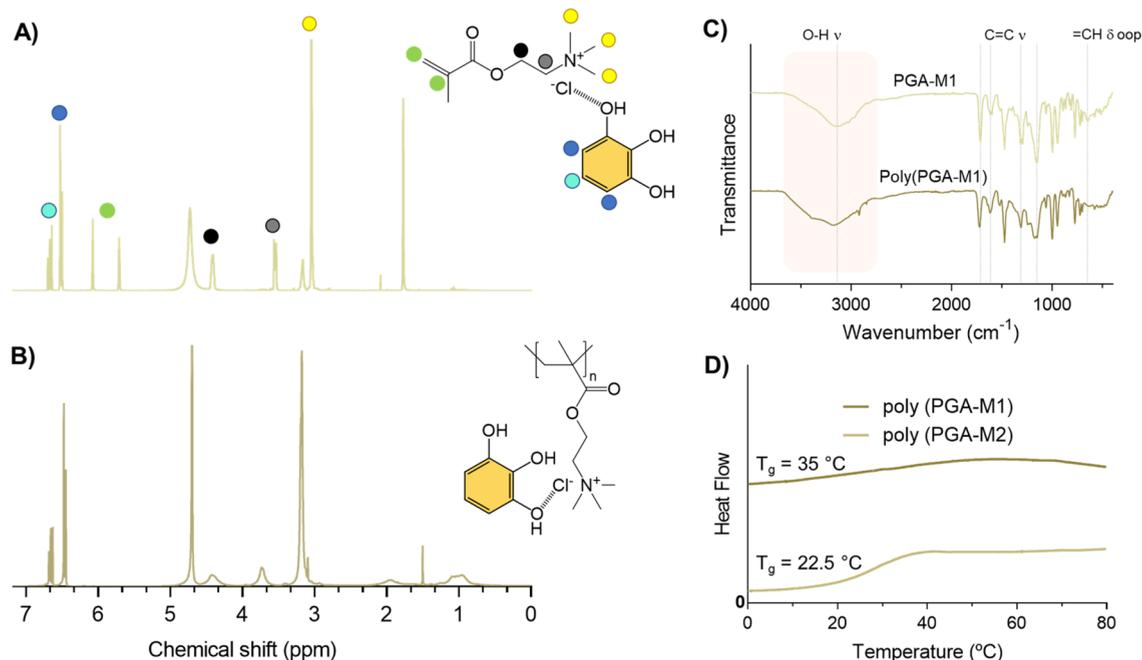 A)
O
O
N+
-Cl
OH
OH
OH
B)
n
O
O
OH
OH
Cl-
N+
O
H
7 6 5 4 3 2 1 0
Chemical shift (ppm)
C)
O-H ν C=C ν =CH δ oop
PGA-M1
Poly(PGA-M1)
Transmittance
4000 3000 2000 1000
Wavenumber (cm-1)
D)
poly (PGA-M1)
poly (PGA-M2)
Tg = 35 °C
Tg = 22.5 °C
Heat Flow
0
0 20 40 60 80
Temperature (ºC)